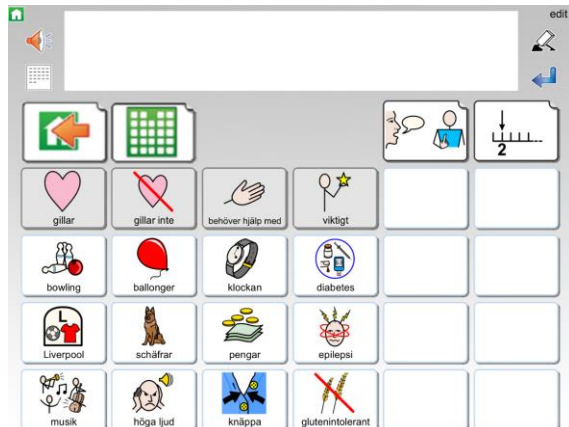 edit
2
gillar
gillar inte
behöver hjälp med
viktigt
bowling
ballonger
klockan
diabetes
L
Liverpool
schäfrar
pengar
epilepsi
musik
höga ljud
knäppa
glutenintolerant